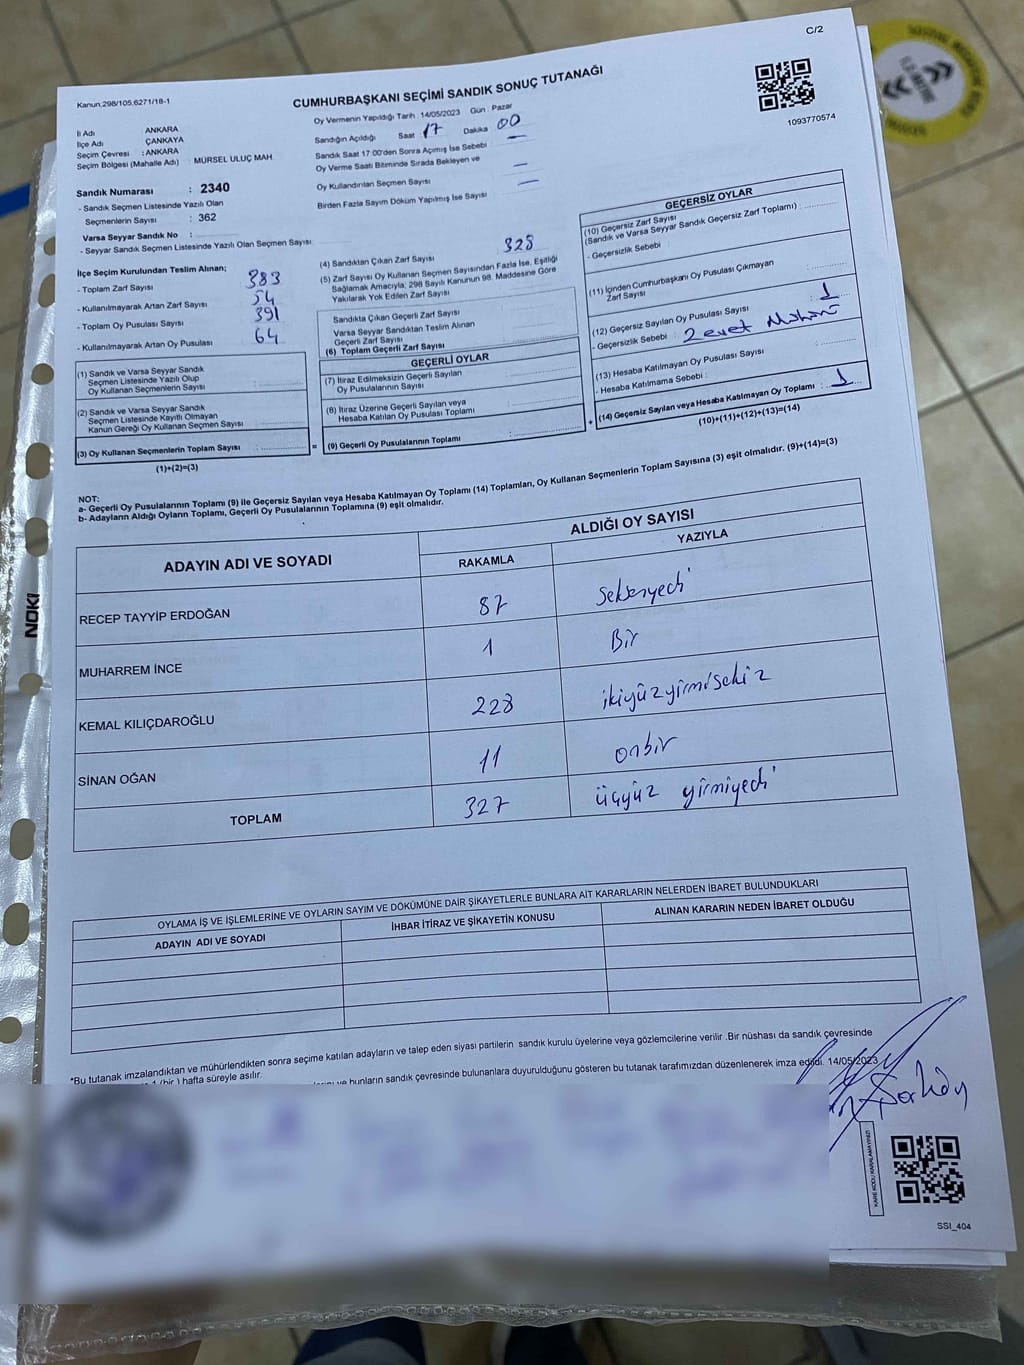 C/2
Kanun,298/105,6271/18-1
CUMHURBAŞKANI SEÇİMİ SANDIK SONUÇ TUTANAĞI
1093770574
İl Adı : ANKARA
İlçe Adı : ÇANKAYA
Seçim Çevresi : ANKARA
Seçim Bölgesi (Mahalle Adı) : MÜRSEL ULUÇ MAH
Sandık Numarası : 2340
- Sandık Seçmen Listesinde Yazılı Olan
Seçmenlerin Sayısı : 362
Varsa Seyyar Sandık No :
- Seyyar Sandık Seçmen Listesinde Yazılı Olan Seçmen Sayısı:
Oy Vermenin Yapıldığı Tarih : 14/05/2023 Gün : Pazar
Sandığın Açıldığı Saat 17 Dakika 00
Sandık Saat 17:00'den Sonra Açımış İse Sebebi : —
Oy Verme Saati Bitiminde Sırada Bekleyen ve
Oy Kullandırılan Seçmen Sayısı —
Birden Fazla Sayım Döküm Yapılmış İse Sayısı —
İlçe Seçim Kurulundan Teslim Alınan;
- Toplam Zarf Sayısı : 383
- Kullanılmayarak Artan Zarf Sayısı : 54
- Toplam Oy Pusulası Sayısı : 391
- Kullanılmayarak Artan Oy Pusulası : 64
(1) Sandık ve Varsa Seyyar Sandık
Seçmen Listesinde Yazılı Olup
Oy Kullanan Seçmenlerin Sayısı :
(2) Sandık ve Varsa Seyyar Sandık
Seçmen Listesinde Kayıtlı Olmayan
Kanun Gereği Oy Kullanan Seçmen Sayısı :
(3) Oy Kullanan Seçmenlerin Toplam Sayısı :
(1)+(2)=(3)
(4) Sandıktan Çıkan Zarf Sayısı 328
(5) Zarf Sayısı Oy Kullanan Seçmen Sayısından Fazla İse, Eşitliği
Sağlamak Amacıyla; 298 Sayılı Kanunun 98. Maddesine Göre
Yakılarak Yok Edilen Zarf Sayısı
Sandıkta Çıkan Geçerli Zarf Sayısı
Varsa Seyyar Sandıktan Teslim Alınan
Geçerli Zarf Sayısı
(6) Toplam Geçerli Zarf Sayısı
GEÇERLİ OYLAR
(7) İtiraz Edilmeksizin Geçerli Sayılan
Oy Pusulalarının Sayısı :
(8) İtiraz Üzerine Geçerli Sayılan veya
Hesaba Katılan Oy Pusulası Toplamı :
= (9) Geçerli Oy Pusulalarının Toplamı :
GEÇERSİZ OYLAR
(10) Geçersiz Zarf Sayısı
(Sandık ve Varsa Seyyar Sandık Geçersiz Zarf Toplamı) :
- Geçersizlik Sebebi :
(11) İçinden Cumhurbaşkanı Oy Pusulası Çıkmayan
Zarf Sayısı :
(12) Geçersiz Sayılan Oy Pusulası Sayısı : 1
- Geçersizlik Sebebi : 2 evet Mührü
(13) Hesaba Katılmayan Oy Pusulası Sayısı :
- Hesaba Katılmama Sebebi :
+ (14) Geçersiz Sayılan veya Hesaba Katılmayan Oy Toplamı : 1
(10)+(11)+(12)+(13)=(14)
NOT:
a- Geçerli Oy Pusulalarının Toplamı (9) ile Geçersiz Sayılan veya Hesaba Katılmayan Oy Toplamı (14) Toplamları, Oy Kullanan Seçmenlerin Toplam Sayısına (3) eşit olmalıdır. (9)+(14)=(3)
b- Adayların Aldığı Oyların Toplamı, Geçerli Oy Pusulalarının Toplamına (9) eşit olmalıdır.
ADAYIN ADI VE SOYADI
ALDIĞI OY SAYISI
RAKAMLA YAZIYLA
RECEP TAYYİP ERDOĞAN 87 Seksenyedi
MUHARREM İNCE 1 Bir
KEMAL KILIÇDAROĞLU 228 ikiyüzyirmisekiz
SİNAN OĞAN 11 onbir
TOPLAM 327 üçyüz yirmiyedi
NOKI
OYLAMA İŞ VE İŞLEMLERİNE VE OYLARIN SAYIM VE DÖKÜMÜNE DAİR ŞİKAYETLERLE BUNLARA AİT KARARLARIN NELERDEN İBARET BULUNDUKLARI
ADAYIN ADI VE SOYADI İHBAR İTİRAZ VE ŞİKAYETİN KONUSU ALINAN KARARIN NEDEN İBARET OLDUĞU
*Bu tutanak imzalandıktan ve mühürlendikten sonra seçime katılan adayların ve talep eden siyasi partilerin sandık kurulu üyelerine veya gözlemcilerine verilir .Bir nüshası da sandık çevresinde
1 (bir ) hafta süreyle asılır.
ve bunların sandık çevresinde bulunanlara duyurulduğunu gösteren bu tutanak tarafımızdan düzenlenerek imza edildi. 14/05/2023
KARE KODU KARALAMAYINIZ!
SSI_404